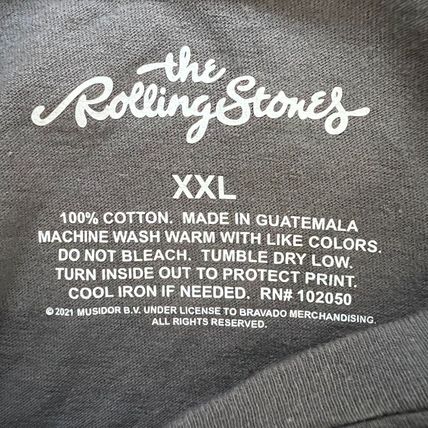 the
Rolling Stones
XXL
100% COTTON. MADE IN GUATEMALA
MACHINE WASH WARM WITH LIKE COLORS.
DO NOT BLEACH. TUMBLE DRY LOW.
TURN INSIDE OUT TO PROTECT PRINT.
COOL IRON IF NEEDED. RN# 102050
© 2021 MUSIDOR B.V. UNDER LICENSE TO BRAVADO MERCHANDISING.
ALL RIGHTS RESERVED.